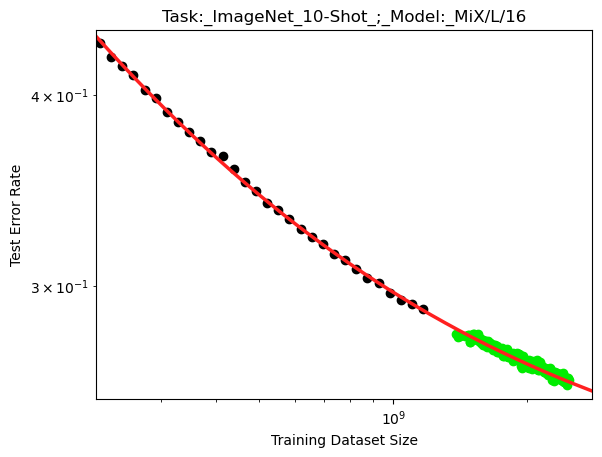 Task:_ImageNet_10-Shot_;_Model:_MiX/L/16
Test Error Rate
4 × 10⁻¹
3 × 10⁻¹
10⁹
Training Dataset Size